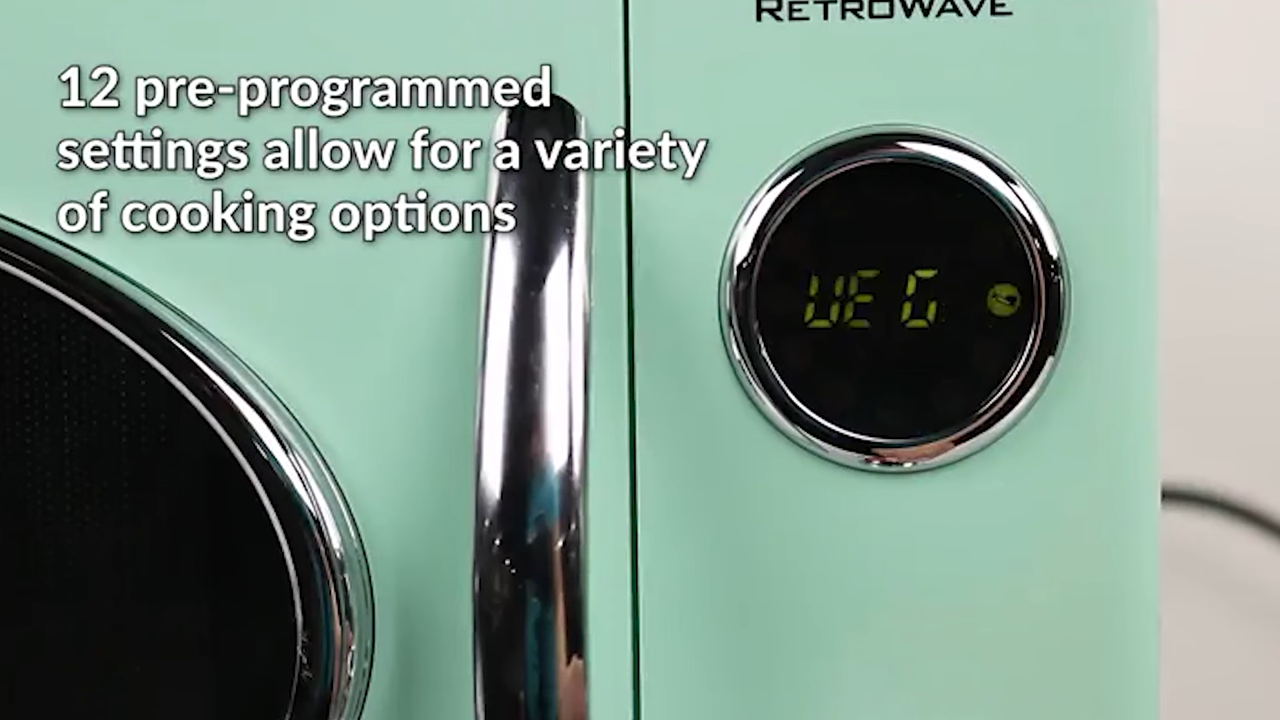 RETROWAVE
12 pre-programmed
settings allow for a variety
of cooking options
VEG